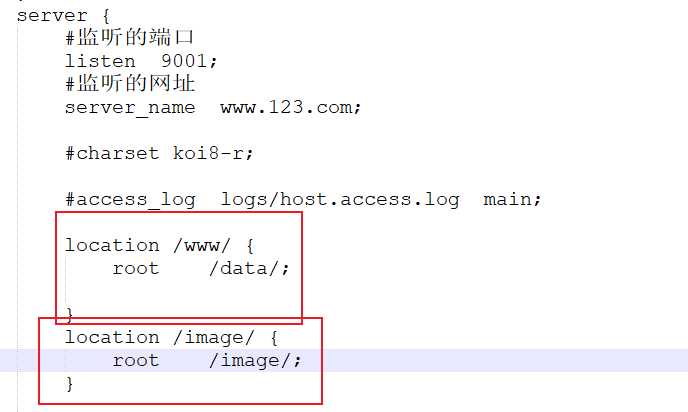 server {
#监听的端口
listen  9001;
#监听的网址
server_name  www.123.com;
#charset koi8-r;
#access_log  logs/host.access.log  main;
location /www/ {
root    /data/;
}
location /image/ {
root    /image/;
}